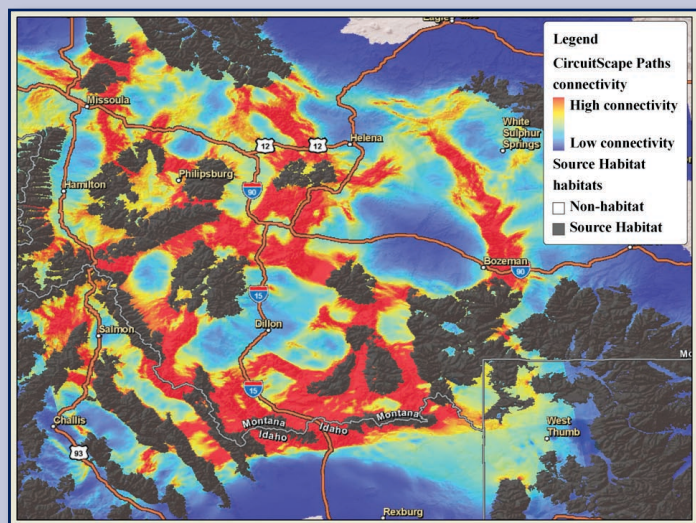 Eagle
Legend
CircuitScape Paths
connectivity
High connectivity
Low connectivity
Source Habitat
habitats
Non-habitat
Source Habitat
Missoula
White
Sulphur
Springs
12
12
Helena
Philipsburg
Hamilton
90
Bozeman
90
15
Dillon
Salmon
15
Montana
Montana
Idaho
Idaho
Challis
West
Thumb
93
Rexburg